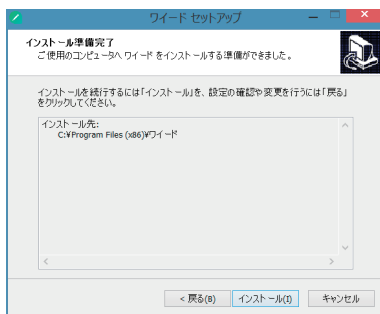 ワイード セットアップ
インストール準備完了
ご使用のコンピュータへ ワイード をインストールする準備ができました。
インストールを続行するには「インストール」を、設定の確認や変更を行うには「戻る」
をクリックしてください。
インストール先:
C:¥Program Files (x86)¥ワイード
< 戻る(B)
インストール(I)
キャンセル